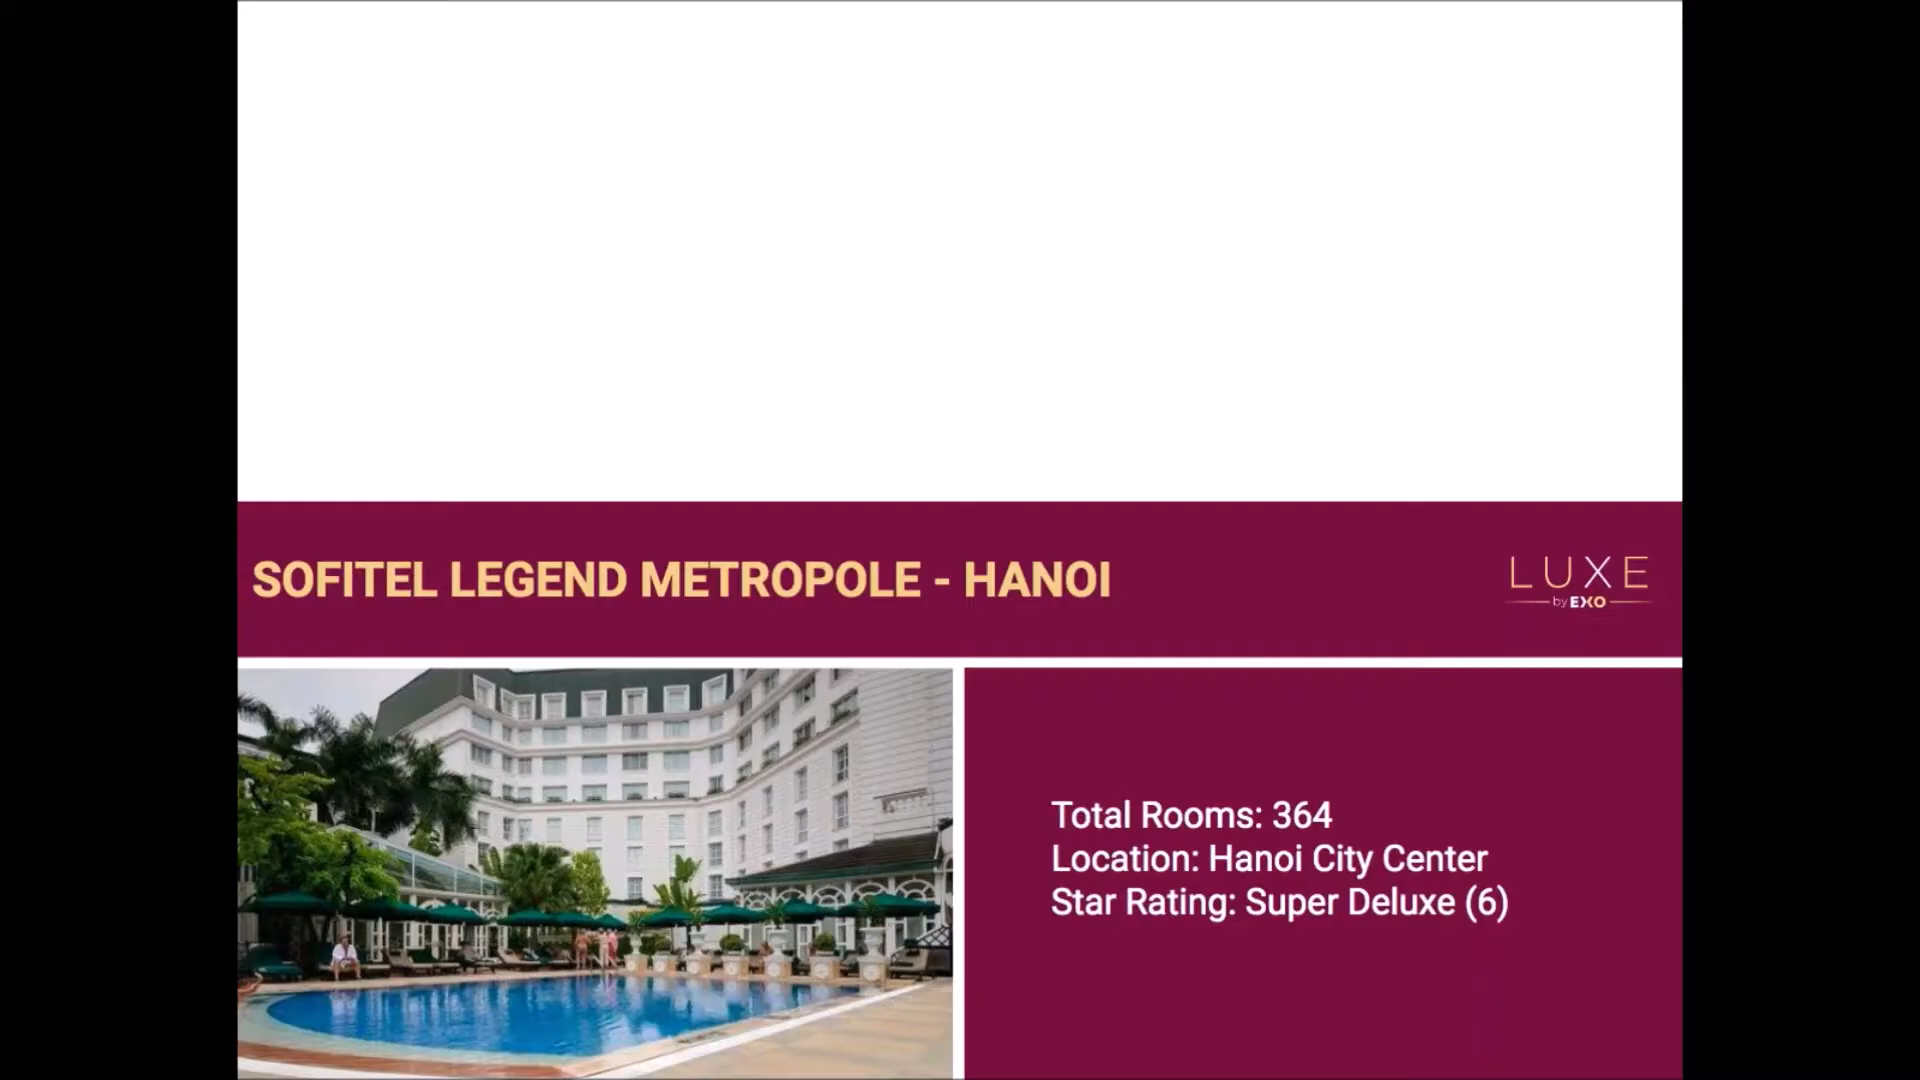 SOFITEL LEGEND METROPOLE - HANOI
LUXE
by EXO
Total Rooms: 364
Location: Hanoi City Center
Star Rating: Super Deluxe (6)